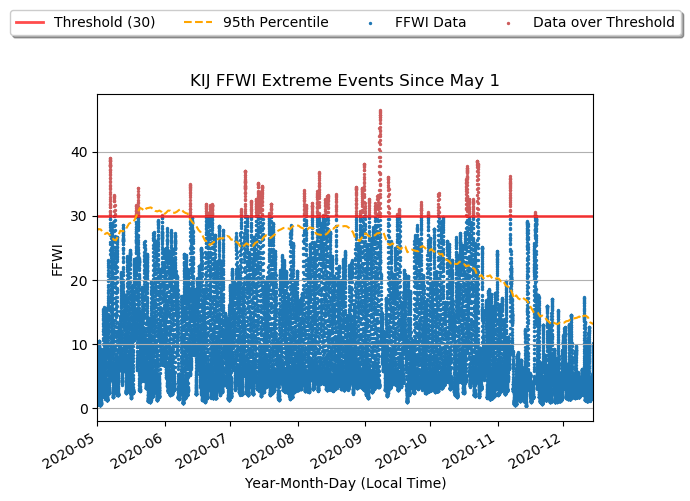 Threshold (30) 95th Percentile FFWI Data Data over Threshold
KIJ FFWI Extreme Events Since May 1
40
30
20
10
0
FFWI
2020-05 2020-06 2020-07 2020-08 2020-09 2020-10 2020-11 2020-12
Year-Month-Day (Local Time)